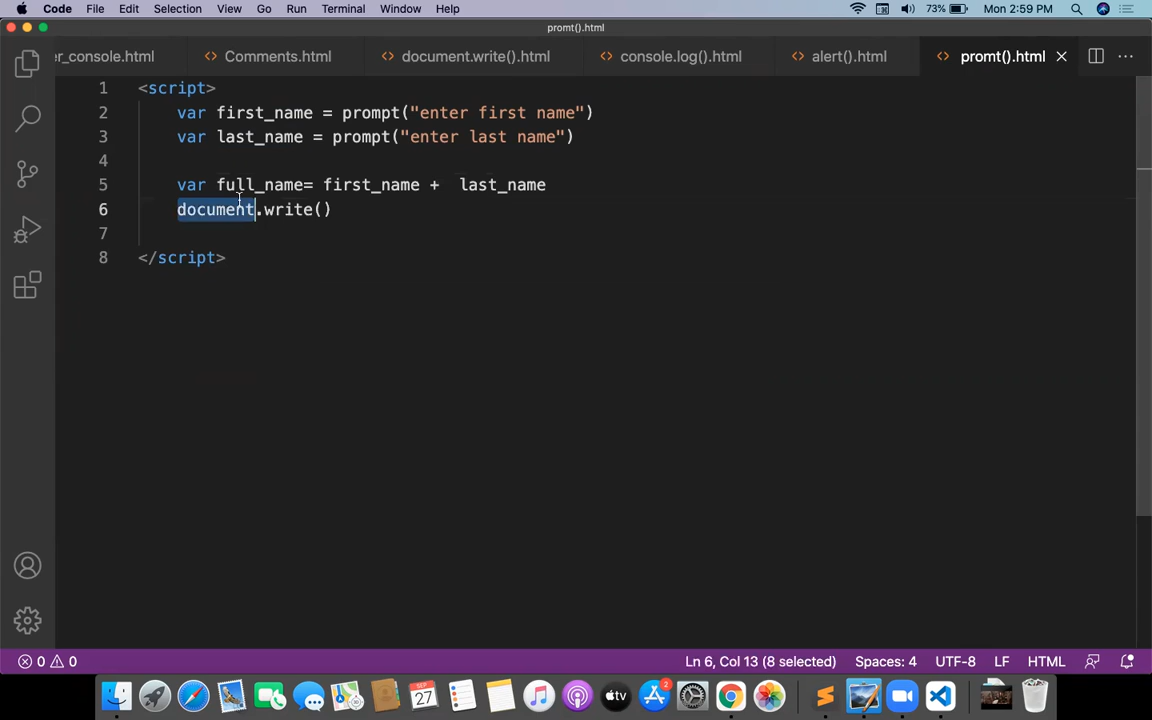 Code File Edit Selection View Go Run Terminal Window Help 73% Mon 2:59 PM
promt().html
er_console.html Comments.html document.write().html console.log().html alert().html promt().html
1 <script>
2 var first_name = prompt("enter first name")
3 var last_name = prompt("enter last name")
4
5 var full_name= first_name +  last_name
6 document.write()
7
8 </script>
0 0 Ln 6, Col 13 (8 selected) Spaces: 4 UTF-8 LF HTML
SEP 27 tv 2